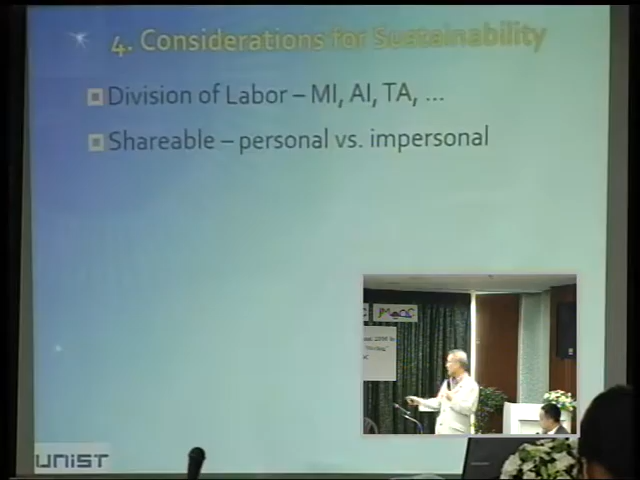 4. Considerations for Sustainability
Division of Labor – MI, AI, TA, ...
Shareable – personal vs. impersonal
UNIST